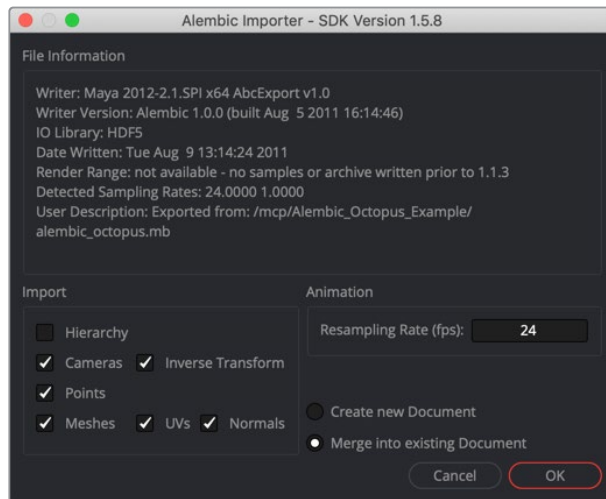 Alembic Importer - SDK Version 1.5.8
File Information
Writer: Maya 2012-2.1.SPI x64 AbcExport v1.0
Writer Version: Alembic 1.0.0 (built Aug  5 2011 16:14:46)
IO Library: HDF5
Date Written: Tue Aug  9 13:14:24 2011
Render Range: not available - no samples or archive written prior to 1.1.3
Detected Sampling Rates: 24.0000 1.0000
User Description: Exported from: /mcp/Alembic_Octopus_Example/
alembic_octopus.mb
Import
Hierarchy
Cameras Inverse Transform
Points
Meshes UVs Normals
Animation
Resampling Rate (fps): 24
Create new Document
Merge into existing Document
Cancel OK